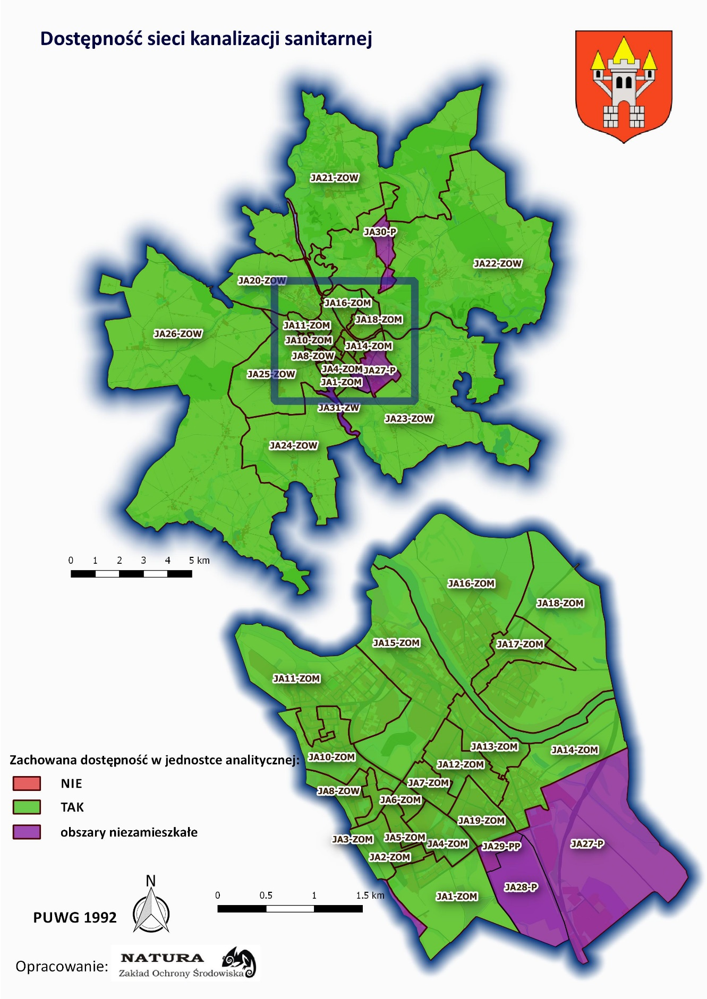 Dostępność sieci kanalizacji sanitarnej
JA21-ZOW
JA30-P
JA22-ZOW
JA20-ZOW
JA16-ZOM
JA18-ZOM
JA11-ZOM
JA26-ZOW
JA10-ZOM
JA14-ZOM
JA8-ZOW
JA4-ZOM
JA27-P
JA25-ZOW
JA1-ZOM
JA31-ZW
JA23-ZOW
JA24-ZOW
0 1 2 3 4 5 km
JA16-ZOM
JA18-ZOM
JA15-ZOM
JA17-ZOM
JA11-ZOM
JA13-ZOM
JA14-ZOM
JA10-ZOM
JA12-ZOM
JA7-ZOM
JA8-ZOW
JA6-ZOM
JA19-ZOM
JA3-ZOM
JA5-ZOM
JA4-ZOM
JA29-PP
JA27-P
JA2-ZOM
JA28-P
JA1-ZOM
Zachowana dostępność w jednostce analitycznej:
NIE
TAK
obszary niezamieszkałe
N
0 0.5 1 1.5 km
PUWG 1992
Opracowanie:
NATURA
Zakład Ochrony Środowiska